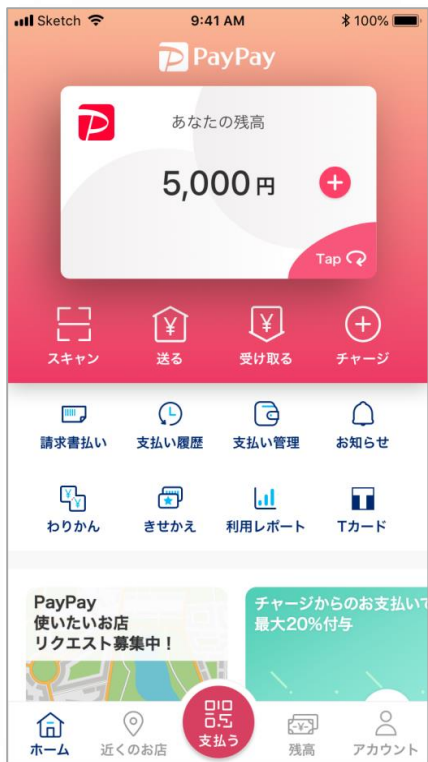 Sketch 9:41 AM 100%
PayPay
あなたの残高
5,000 円
Tap
スキャン 送る 受け取る チャージ
請求書払い 支払い履歴 支払い管理 お知らせ
わりかん きせかえ 利用レポート Tカード
PayPay
使いたいお店
リクエスト募集中！
チャージからのお支払いで
最大20%付与
ホーム 近くのお店 支払う 残高 アカウント